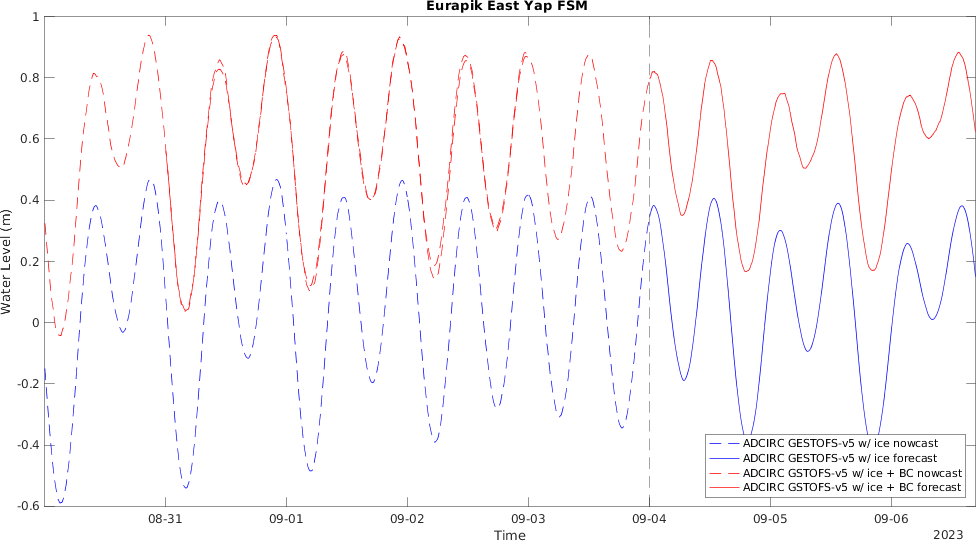 Eurapik East Yap FSM
1
0.8
0.6
0.4
0.2
0
-0.2
-0.4
-0.6
Water Level (m)
ADCIRC GESTOFS-v5 w/ ice nowcast
ADCIRC GESTOFS-v5 w/ ice forecast
ADCIRC GSTOFS-v5 w/ ice + BC nowcast
ADCIRC GSTOFS-v5 w/ ice + BC forecast
08-31 09-01 09-02 09-03 09-04 09-05 09-06
Time
2023